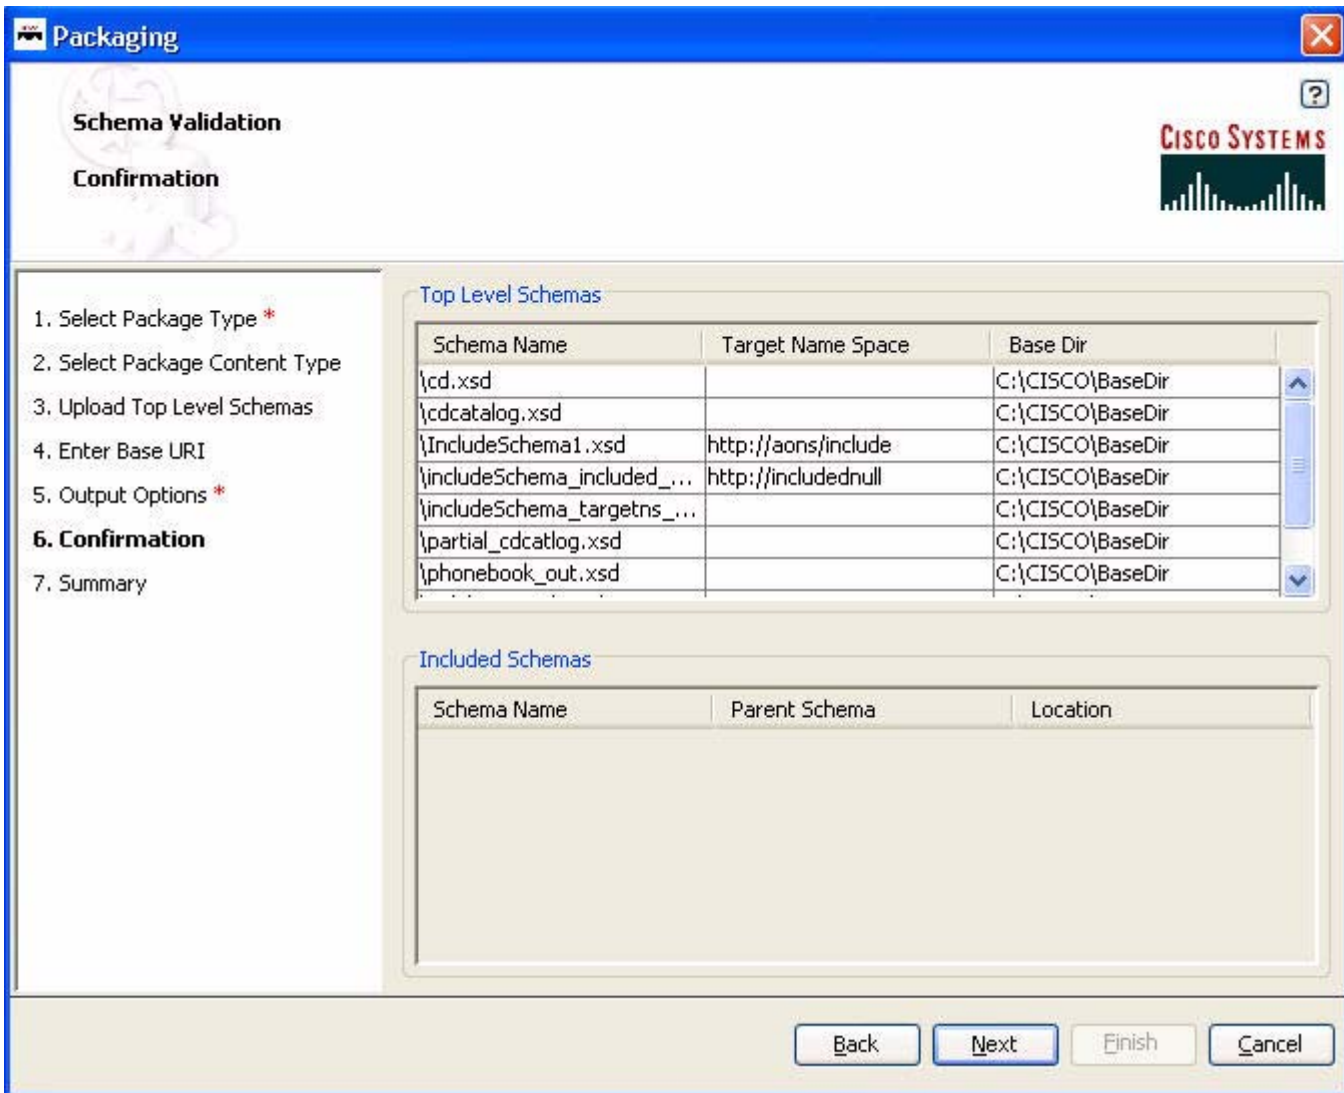 Packaging
?
Schema Validation
Confirmation
CISCO SYSTEMS
1. Select Package Type *
2. Select Package Content Type
3. Upload Top Level Schemas
4. Enter Base URI
5. Output Options *
6. Confirmation
7. Summary
Top Level Schemas
Schema Name Target Name Space Base Dir
\cd.xsd C:\CISCO\BaseDir
\cdcatalog.xsd C:\CISCO\BaseDir
\IncludeSchema1.xsd http://aons/include C:\CISCO\BaseDir
\includeSchema_included_... http://includednull C:\CISCO\BaseDir
\includeSchema_targetns_... C:\CISCO\BaseDir
\partial_cdcatlog.xsd C:\CISCO\BaseDir
\phonebook_out.xsd C:\CISCO\BaseDir
Included Schemas
Schema Name Parent Schema Location
Back Next Finish Cancel